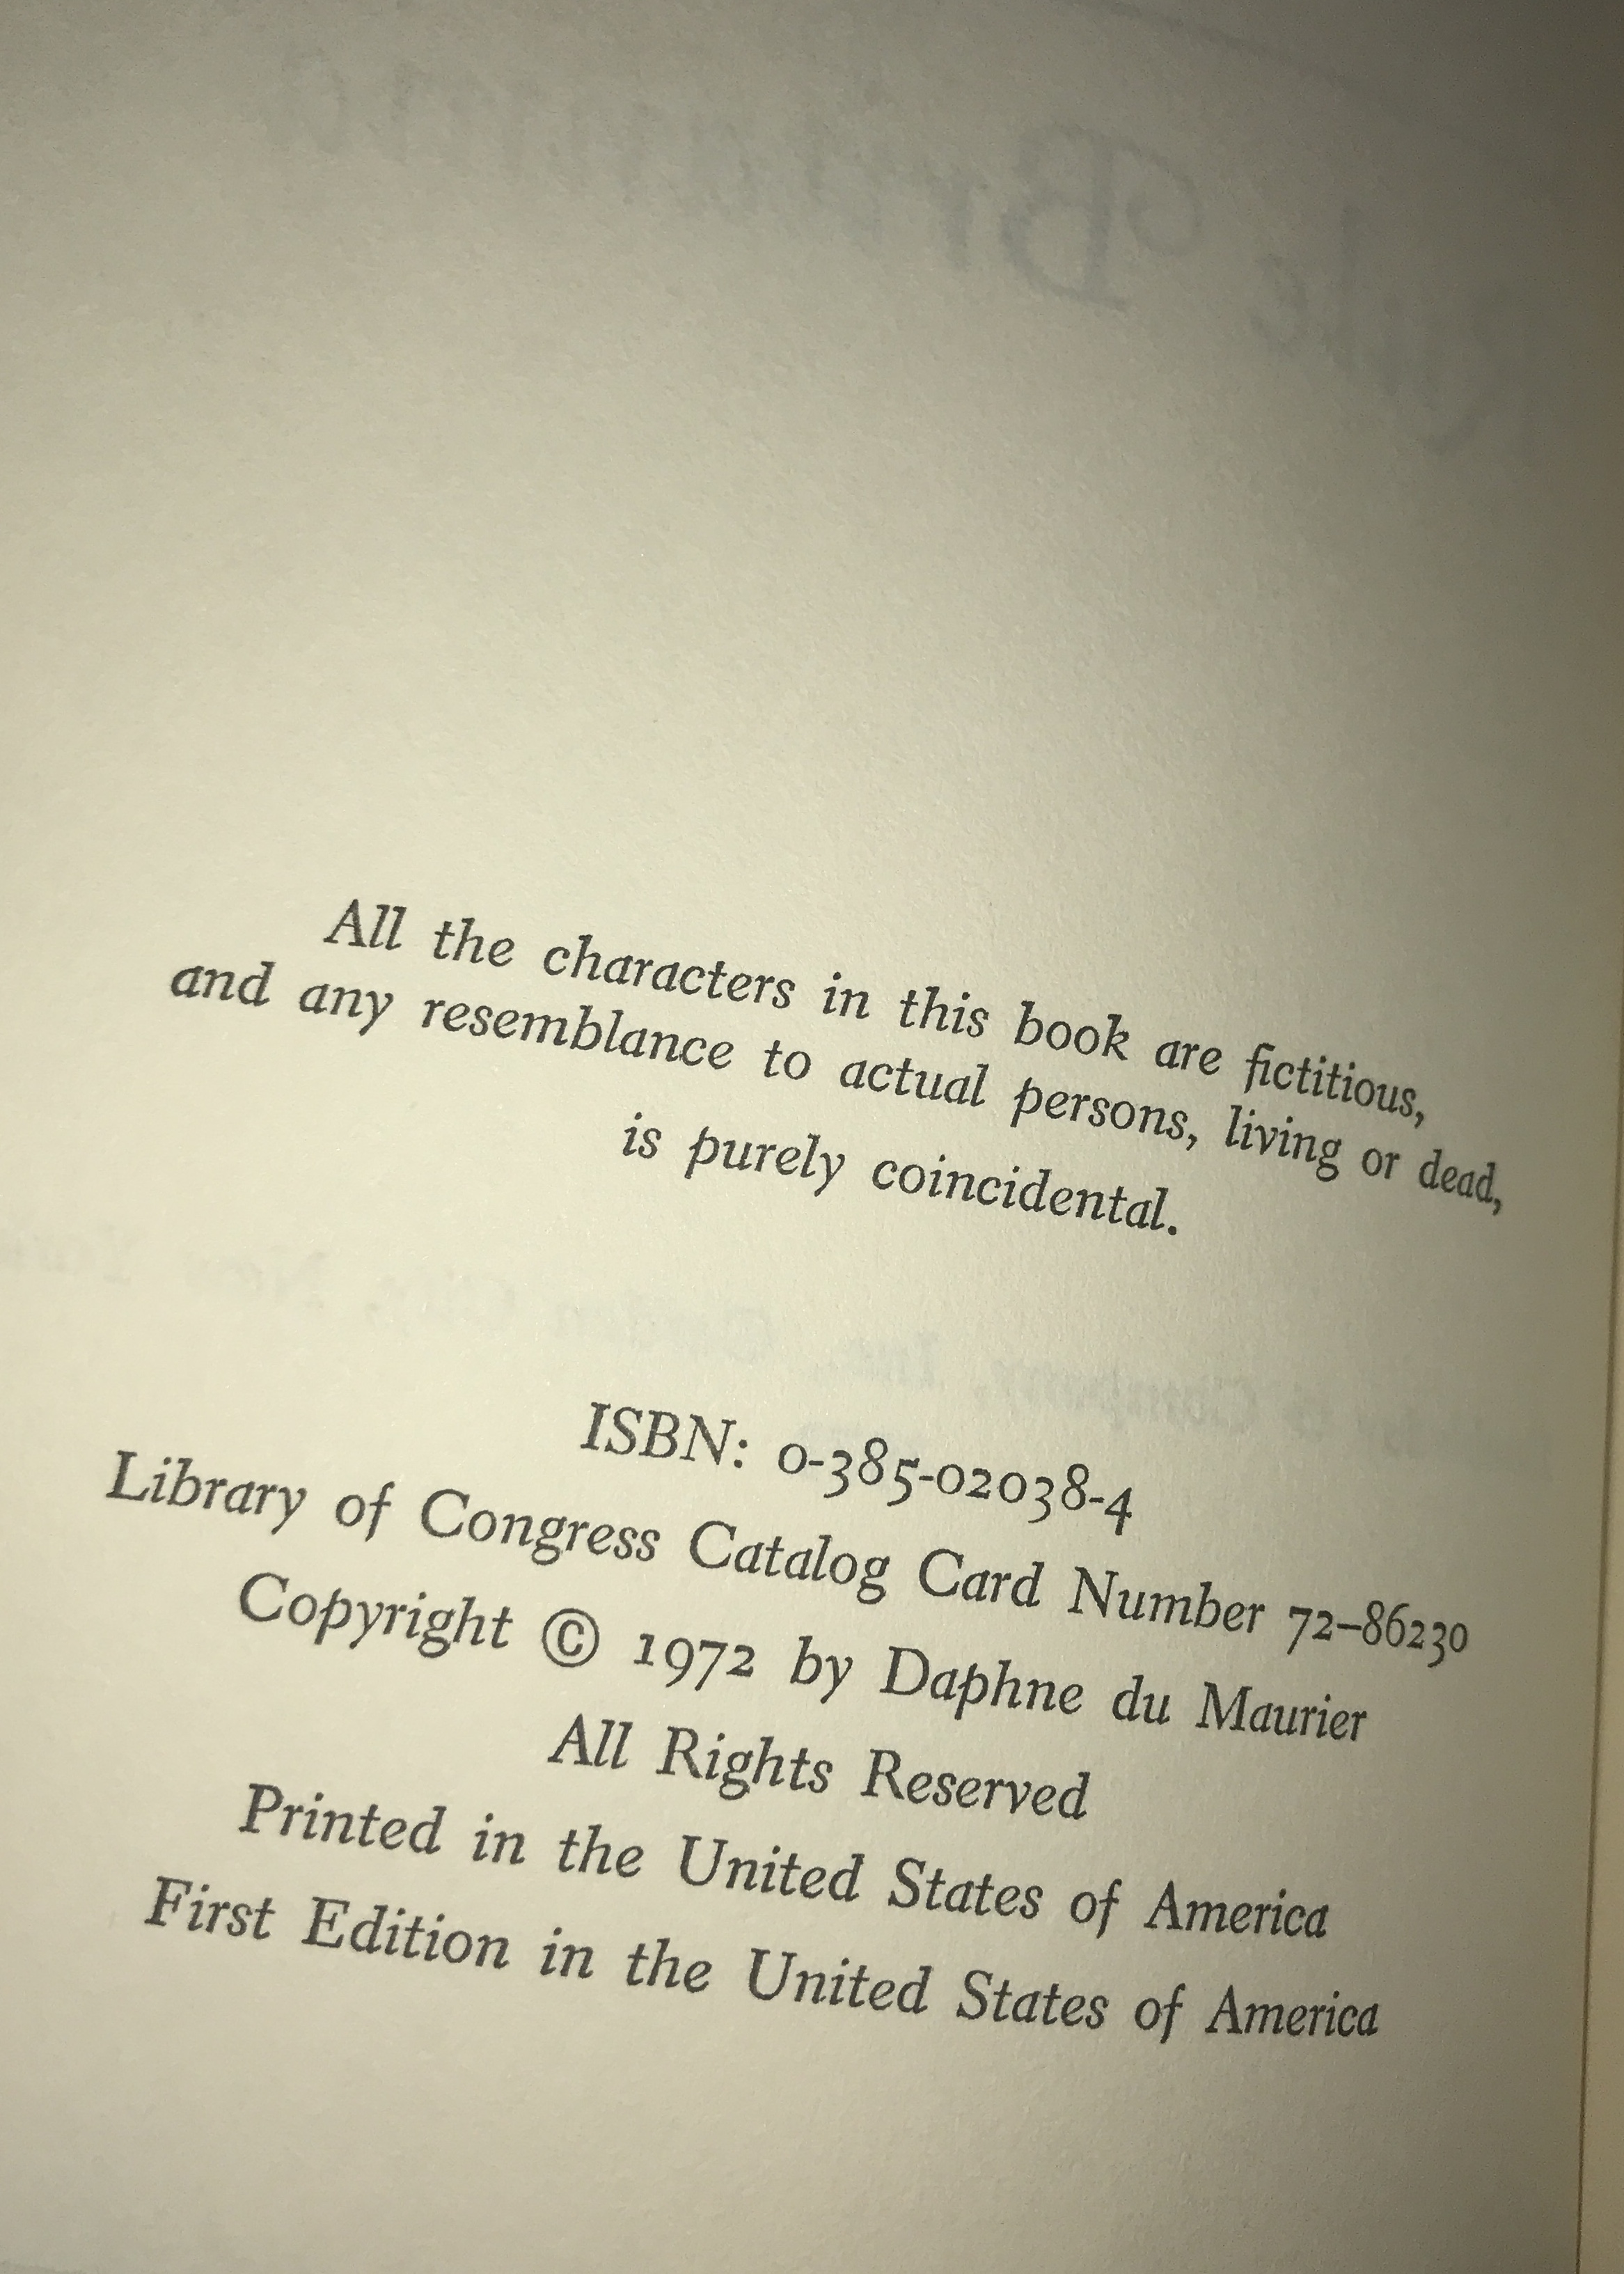 All the characters in this book are fictitious,
and any resemblance to actual persons, living or dead,
is purely coincidental.
ISBN: 0-385-02038-4
Library of Congress Catalog Card Number 72–86230
Copyright © 1972 by Daphne du Maurier
All Rights Reserved
Printed in the United States of America
First Edition in the United States of America